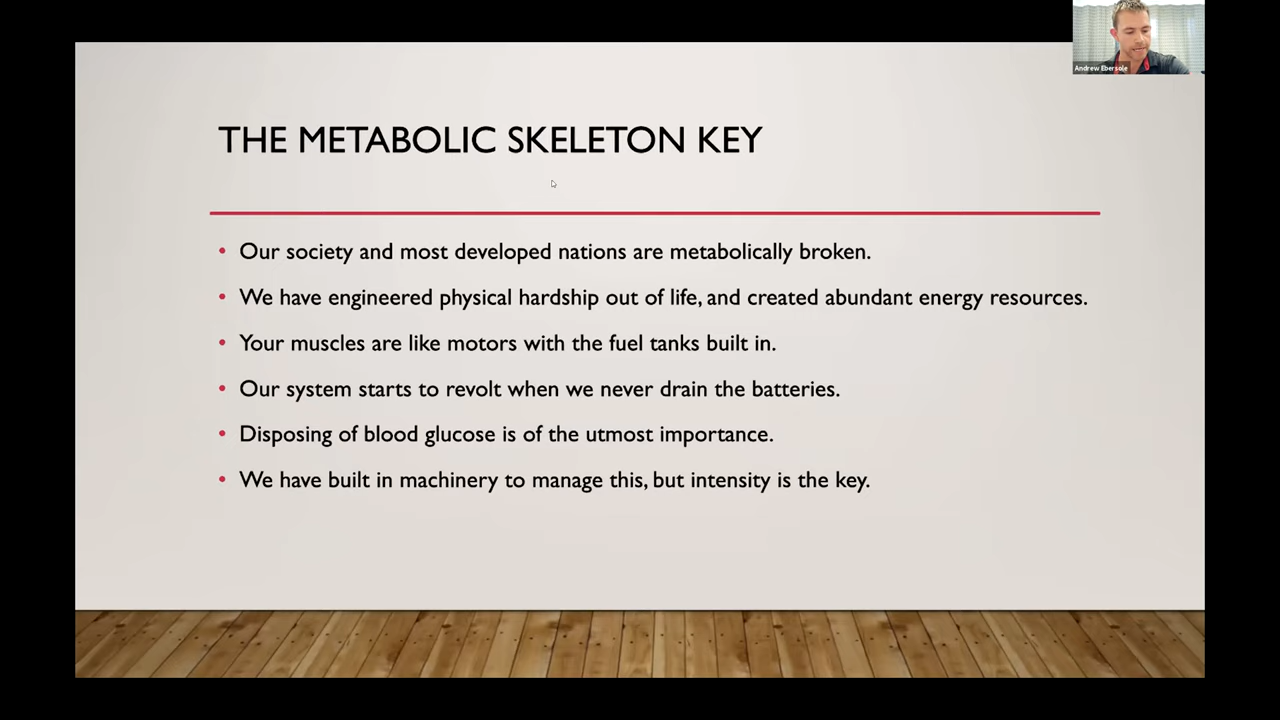 Andrew Ebersole
THE METABOLIC SKELETON KEY
• Our society and most developed nations are metabolically broken.
• We have engineered physical hardship out of life, and created abundant energy resources.
• Your muscles are like motors with the fuel tanks built in.
• Our system starts to revolt when we never drain the batteries.
• Disposing of blood glucose is of the utmost importance.
• We have built in machinery to manage this, but intensity is the key.